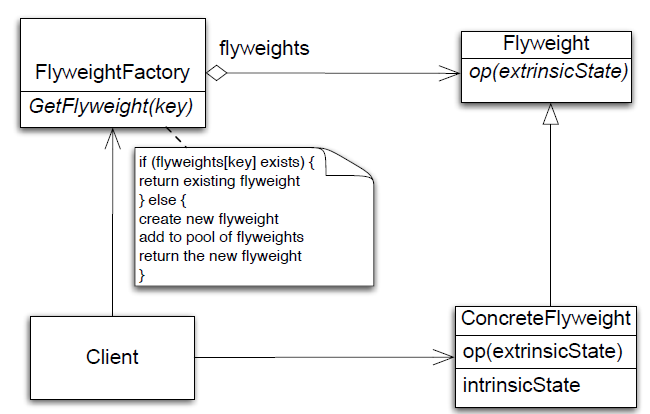 flyweights
Flyweight
op(extrinsicState)
FlyweightFactory
GetFlyweight(key)
if (flyweights[key] exists) {
return existing flyweight
} else {
create new flyweight
add to pool of flyweights
return the new flyweight
}
Client
ConcreteFlyweight
op(extrinsicState)
intrinsicState